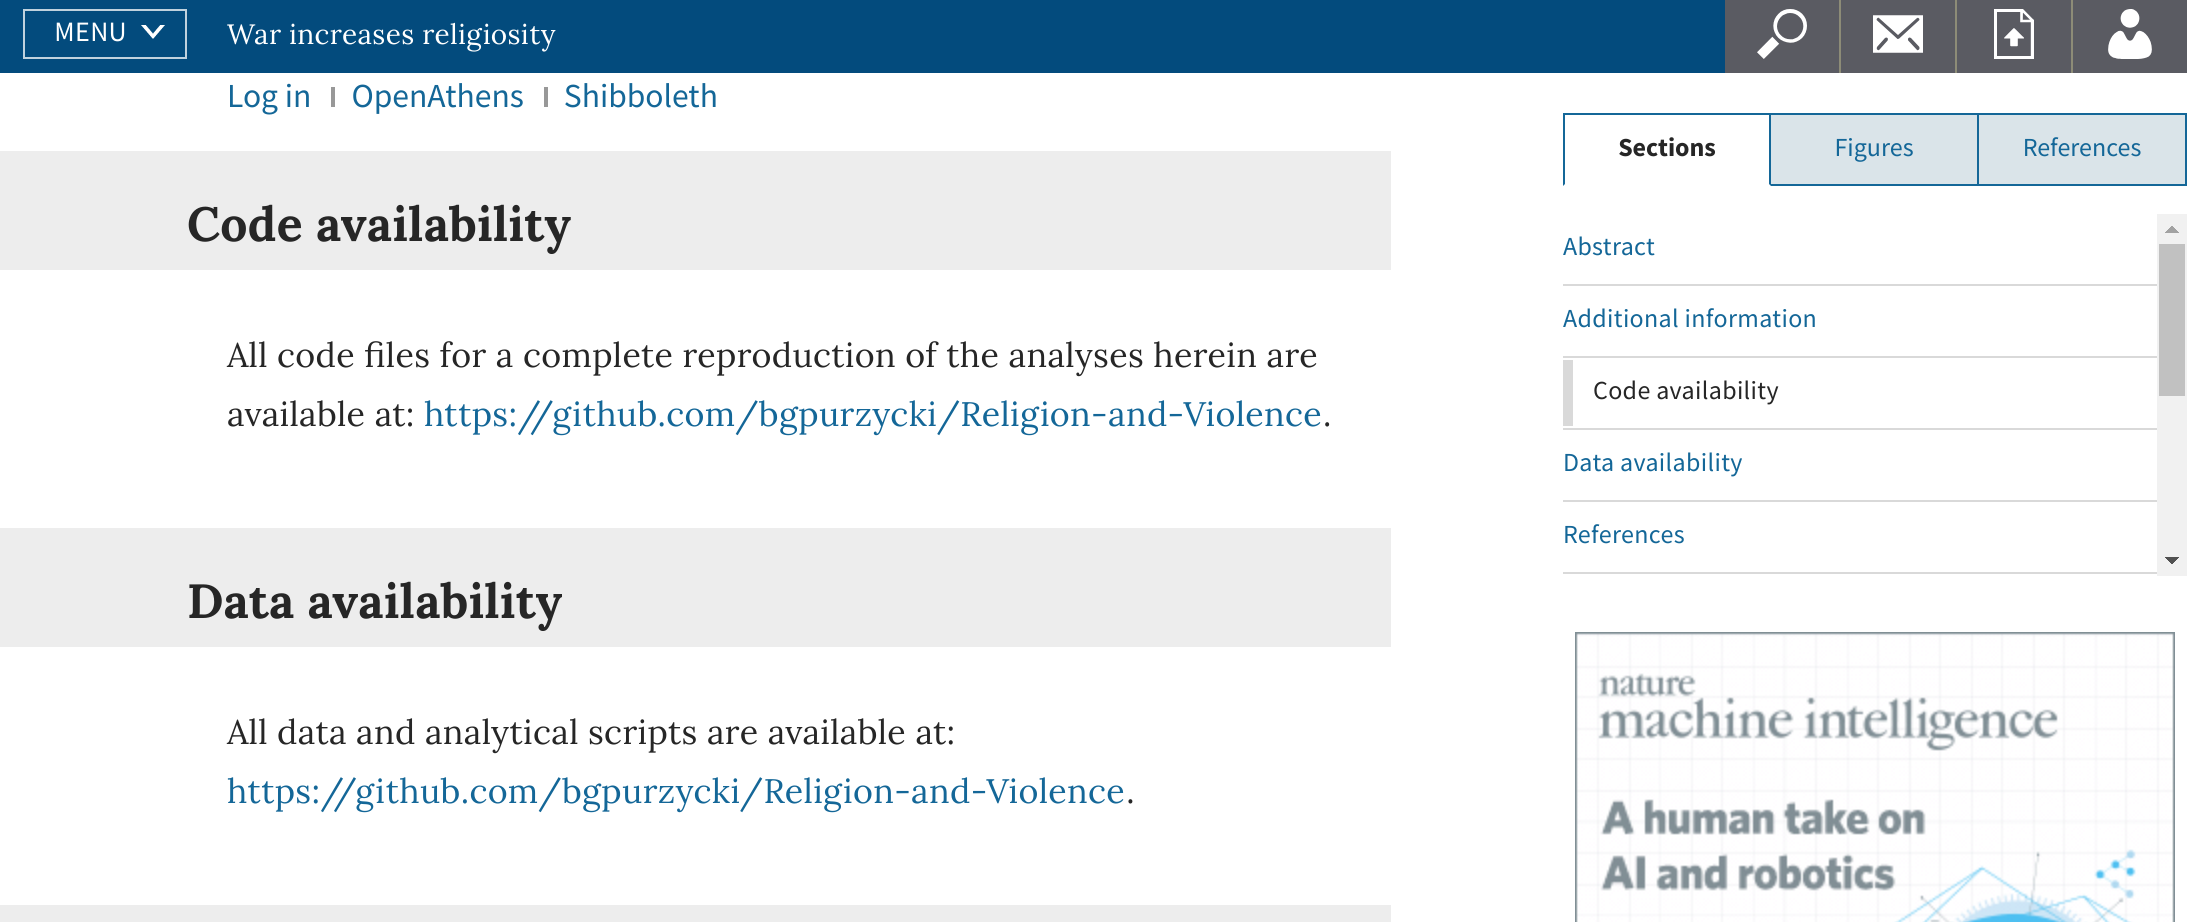 MENU
War increases religiosity
Log in
OpenAthens
Shibboleth
Code availability
All code files for a complete reproduction of the analyses herein are
available at: https://github.com/bgpurzycki/Religion-and-Violence.
Data availability
All data and analytical scripts are available at:
https://github.com/bgpurzycki/Religion-and-Violence.
Sections
Figures
References
Abstract
Additional information
Code availability
Data availability
References
nature
machine intelligence
A human take on
AI and robotics